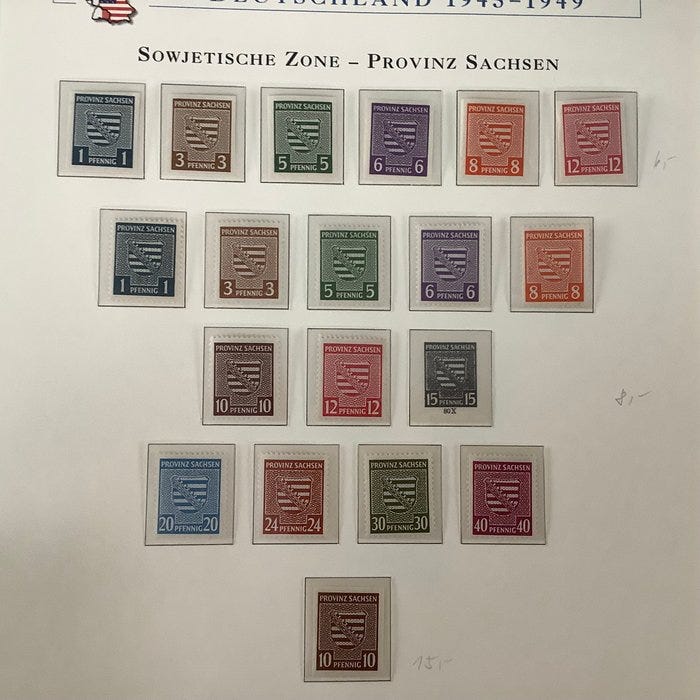 DEUTSCHLAND 1945–1949
SOWJETISCHE ZONE – PROVINZ SACHSEN
PROVINZ SACHSEN
1 PFENNIG 1
PROVINZ SACHSEN
3 PFENNIG 3
PROVINZ SACHSEN
5 PFENNIG 5
PROVINZ SACHSEN
6 PFENNIG 6
PROVINZ SACHSEN
8 PFENNIG 8
PROVINZ SACHSEN
12 PFENNIG 12
6,-
PROVINZ SACHSEN
1 PFENNIG 1
PROVINZ SACHSEN
3 PFENNIG 3
PROVINZ SACHSEN
5 PFENNIG 5
PROVINZ SACHSEN
6 PFENNIG 6
PROVINZ SACHSEN
8 PFENNIG 8
PROVINZ SACHSEN
10 PFENNIG 10
PROVINZ SACHSEN
12 PFENNIG 12
PROVINZ SACHSEN
15 PFENNIG 15
80X
8,-
PROVINZ SACHSEN
20 PFENNIG 20
PROVINZ SACHSEN
24 PFENNIG 24
PROVINZ SACHSEN
30 PFENNIG 30
PROVINZ SACHSEN
40 PFENNIG 40
PROVINZ SACHSEN
10 PFENNIG 10
15,-